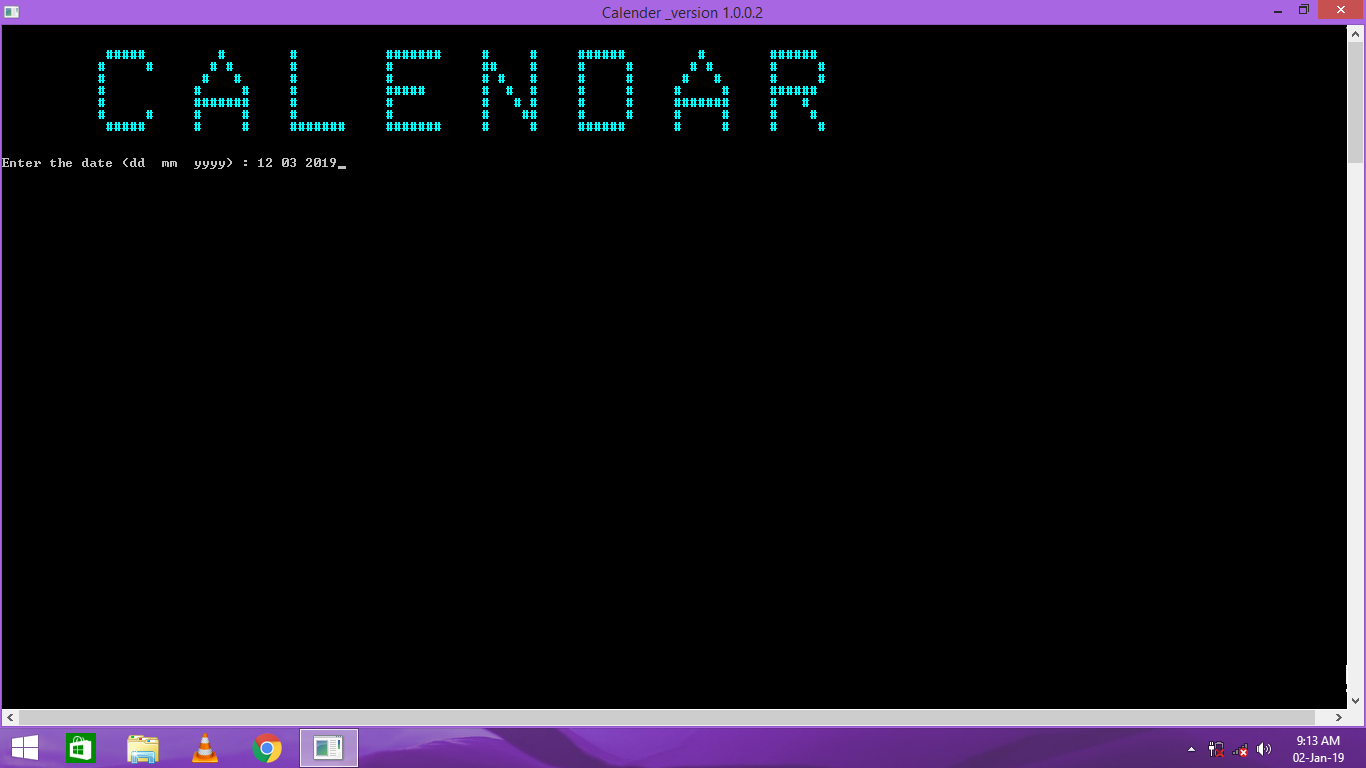 Calender _version 1.0.0.2
CALENDAR
Enter the date (dd  mm  yyyy) : 12 03 2019_
9:13 AM
02-Jan-19